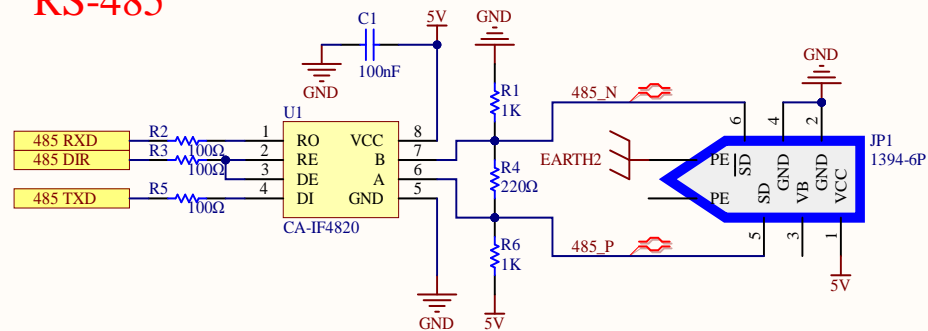 RS-485
C1
100nF
GND
5V
GND
R1
1K
485_N
GND
U1
485 RXD
R2
100Ω
1
RO
VCC
8
485 DIR
R3
100Ω
2
RE
B
7
3
DE
A
6
485 TXD
R5
100Ω
4
DI
GND
5
CA-IF4820
GND
R4
220Ω
R6
1K
5V
485_P
EARTH2
6
4
2
JP1
1394-6P
PE
SD
GND
GND
PE
SD
VB
VCC
5
3
1
5V